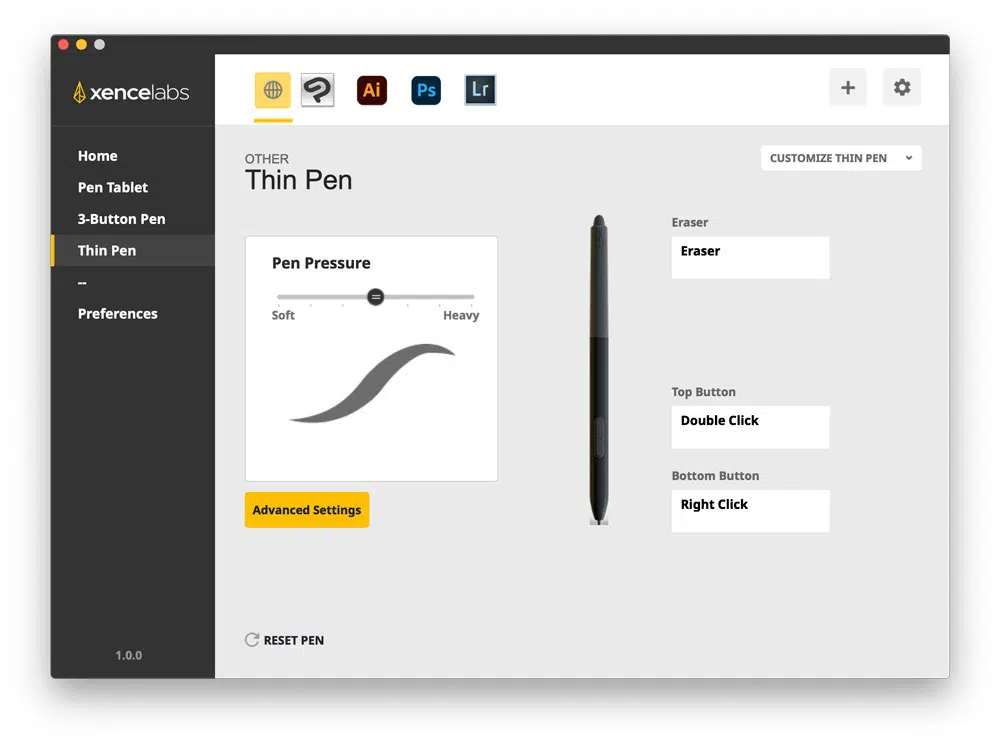 xencelabs
Ai
Ps
Lr
Home
Pen Tablet
3-Button Pen
Thin Pen
--
Preferences
1.0.0
OTHER
Thin Pen
CUSTOMIZE THIN PEN
Pen Pressure
Soft
Heavy
Advanced Settings
Eraser
Eraser
Top Button
Double Click
Bottom Button
Right Click
RESET PEN